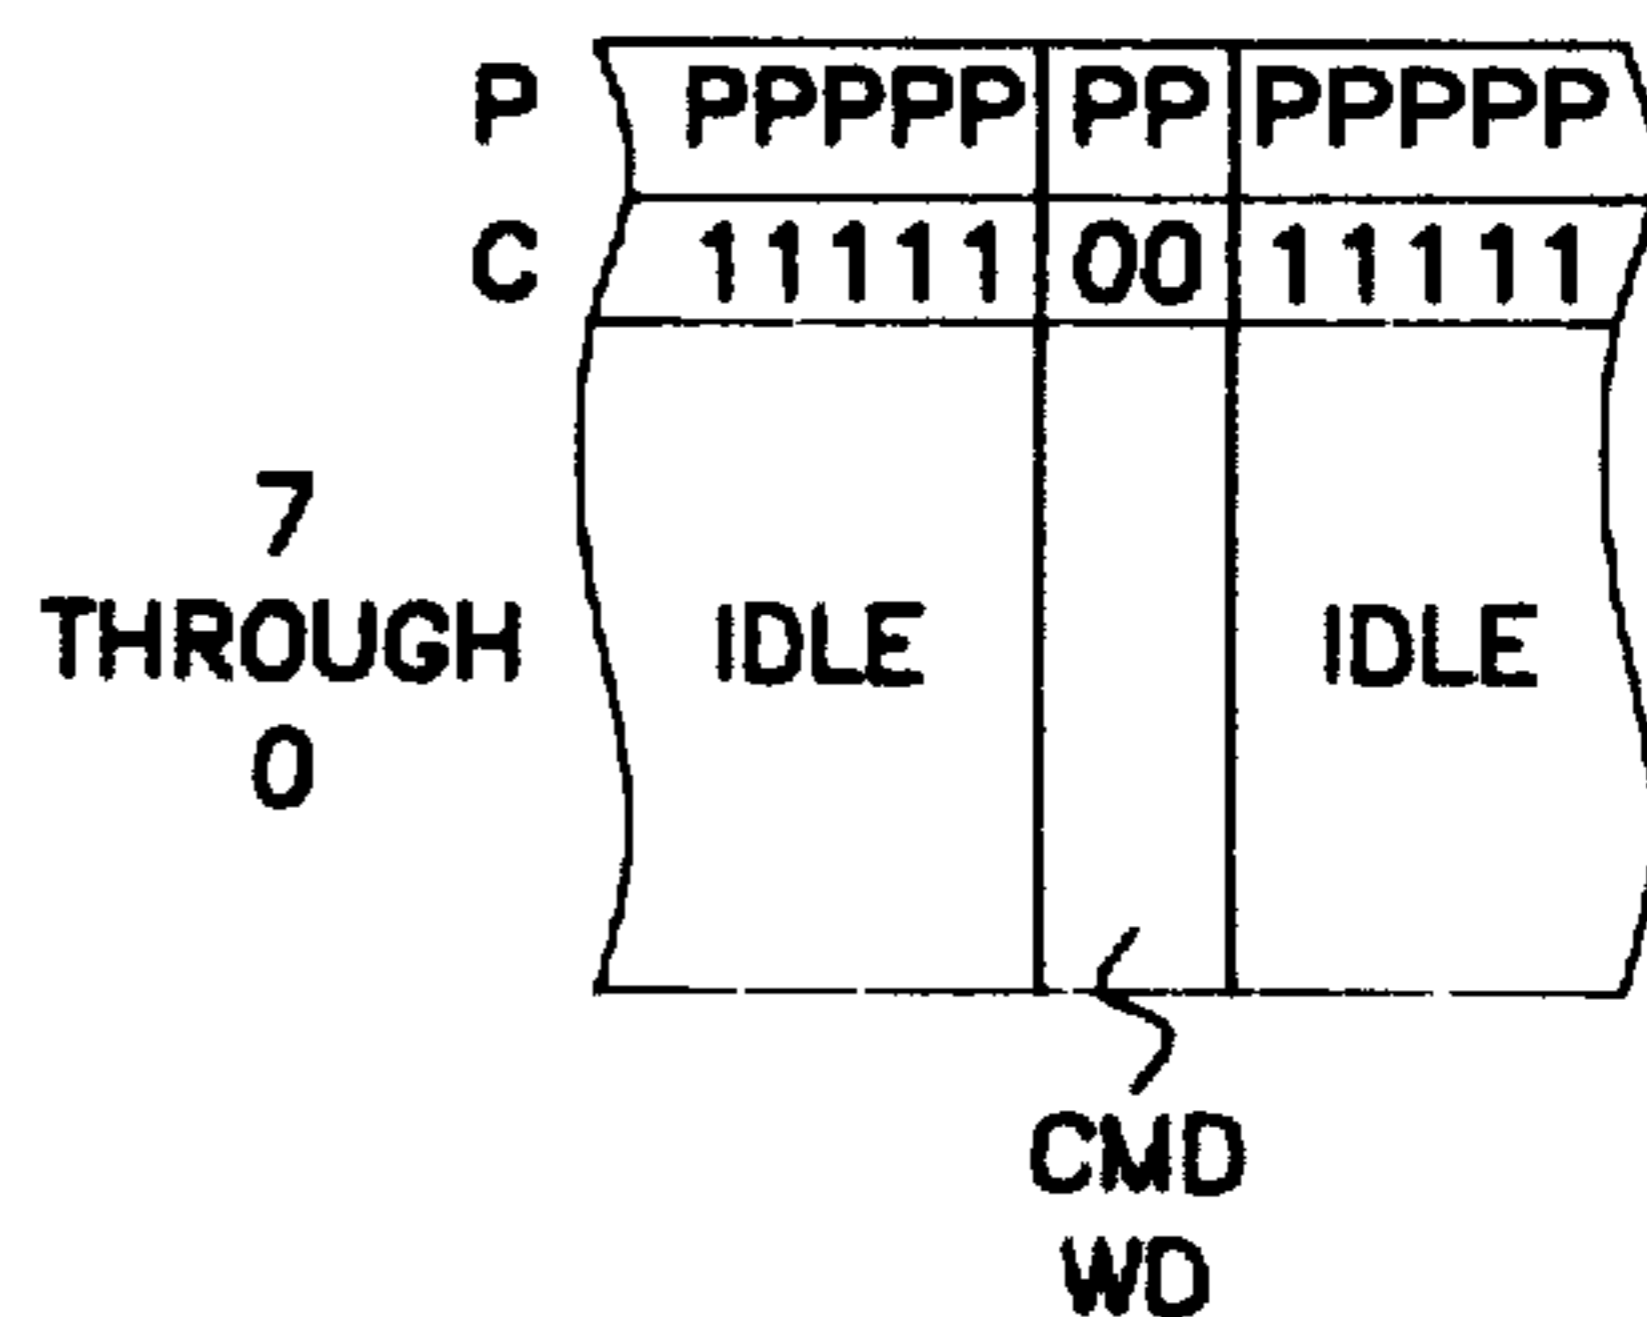 P PPPPP PP PPPPP
C 11111 00 11111
7
THROUGH IDLE IDLE
0
CMD
WD